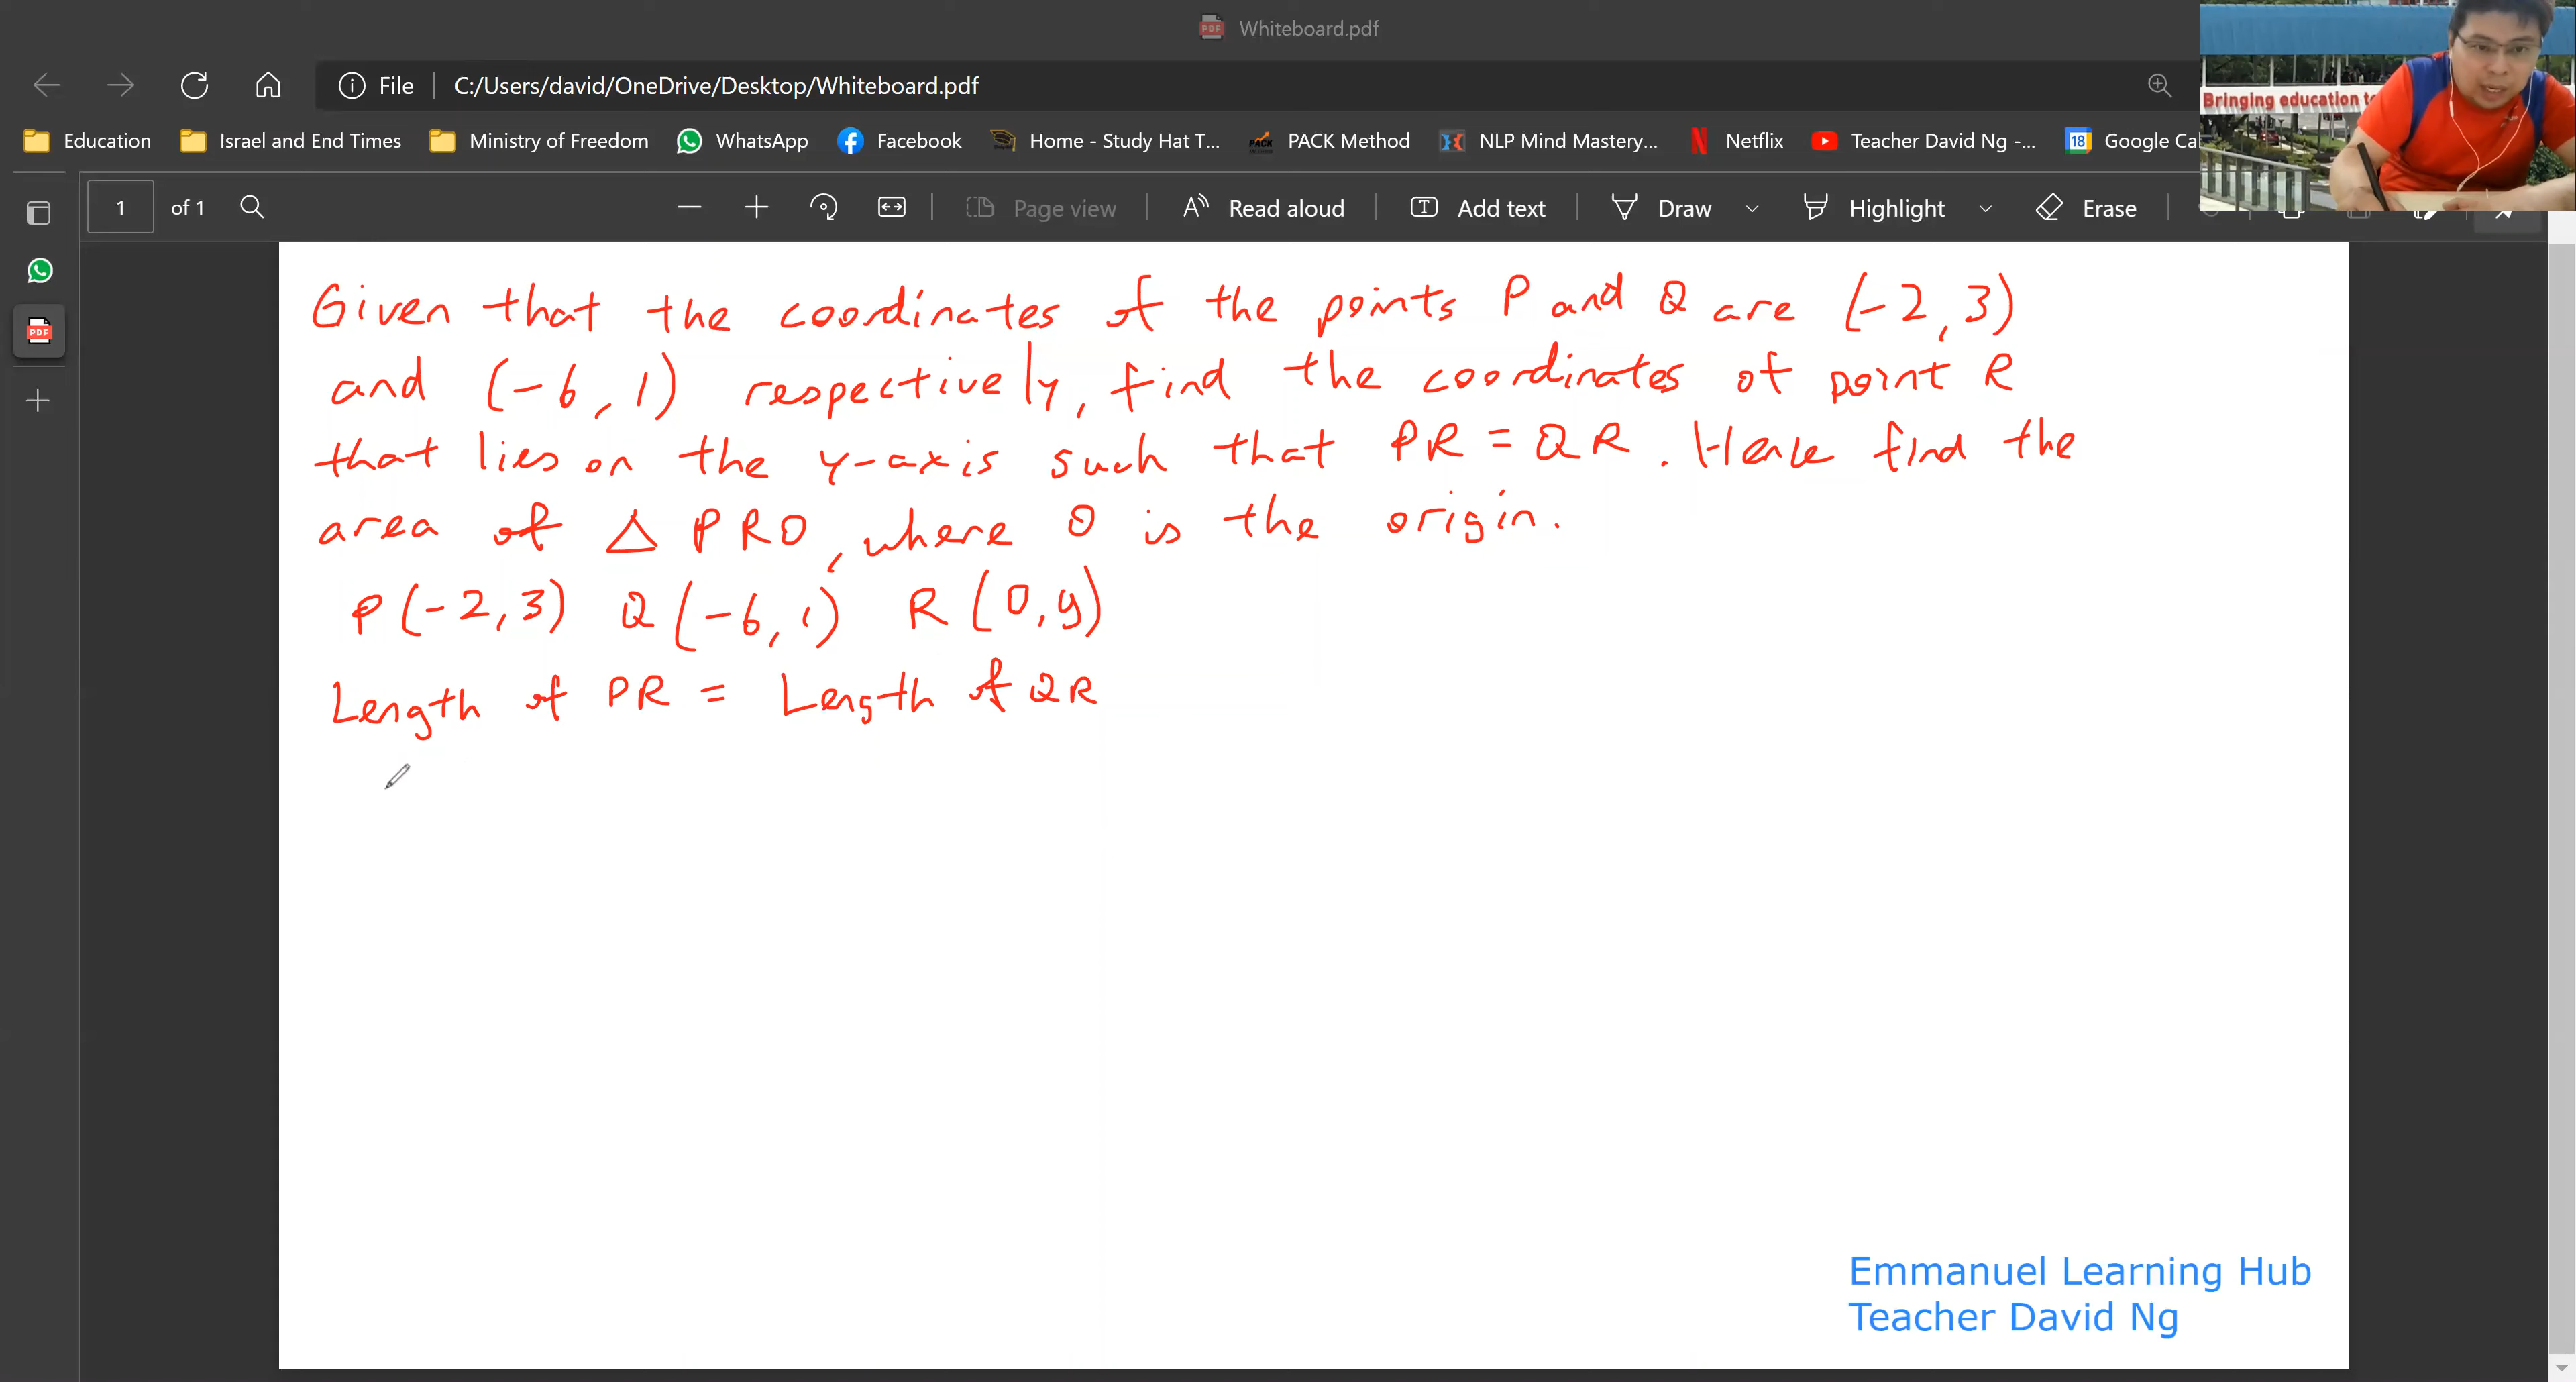 Whiteboard.pdf
File C:/Users/david/OneDrive/Desktop/Whiteboard.pdf
Education Israel and End Times Ministry of Freedom WhatsApp Facebook Home - Study Hat T... PACK Method NLP Mind Mastery... Netflix Teacher David Ng -... 18 Google Cal
Bringing education to
1 of 1 Page view Read aloud Add text Draw Highlight Erase
Given that the coordinates of the points P and Q are (-2, 3)
and (-6, 1) respectively, find the coordinates of point R
that lies on the y-axis such that PR = QR. Hence find the
area of △ PRO, where O is the origin.
P(-2, 3) Q(-6, 1) R(0, y)
Length of PR = Length of QR
Emmanuel Learning Hub
Teacher David Ng